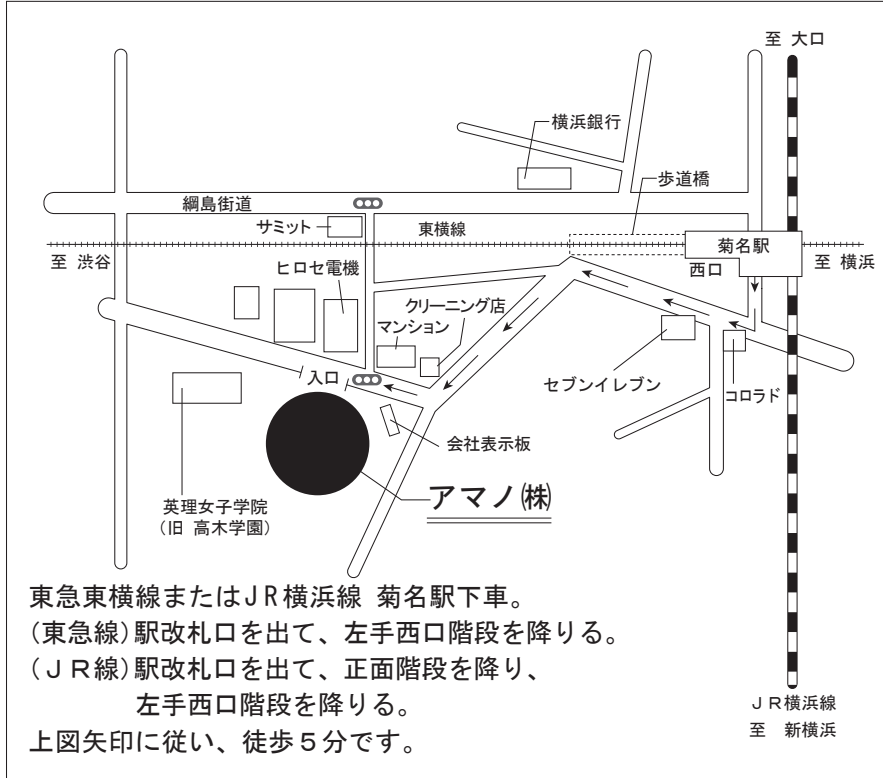 至 大口
横浜銀行
歩道橋
綱島街道
サミット
東横線
菊名駅
至 渋谷
西口
至 横浜
ヒロセ電機
クリーニング店
マンション
入口
セブンイレブン
コロラド
会社表示板
アマノ㈱
英理女子学院
(旧 高木学園)
東急東横線またはJR横浜線 菊名駅下車。
(東急線)駅改札口を出て、左手西口階段を降りる。
(JR線)駅改札口を出て、正面階段を降り、
左手西口階段を降りる。
上図矢印に従い、徒歩5分です。
JR横浜線
至 新横浜